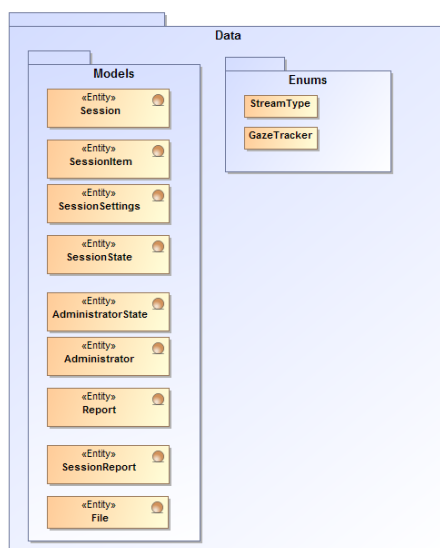 Data
Models
«Entity»
Session
«Entity»
SessionItem
«Entity»
SessionSettings
«Entity»
SessionState
«Entity»
AdministratorState
«Entity»
Administrator
«Entity»
Report
«Entity»
SessionReport
«Entity»
File
Enums
StreamType
GazeTracker